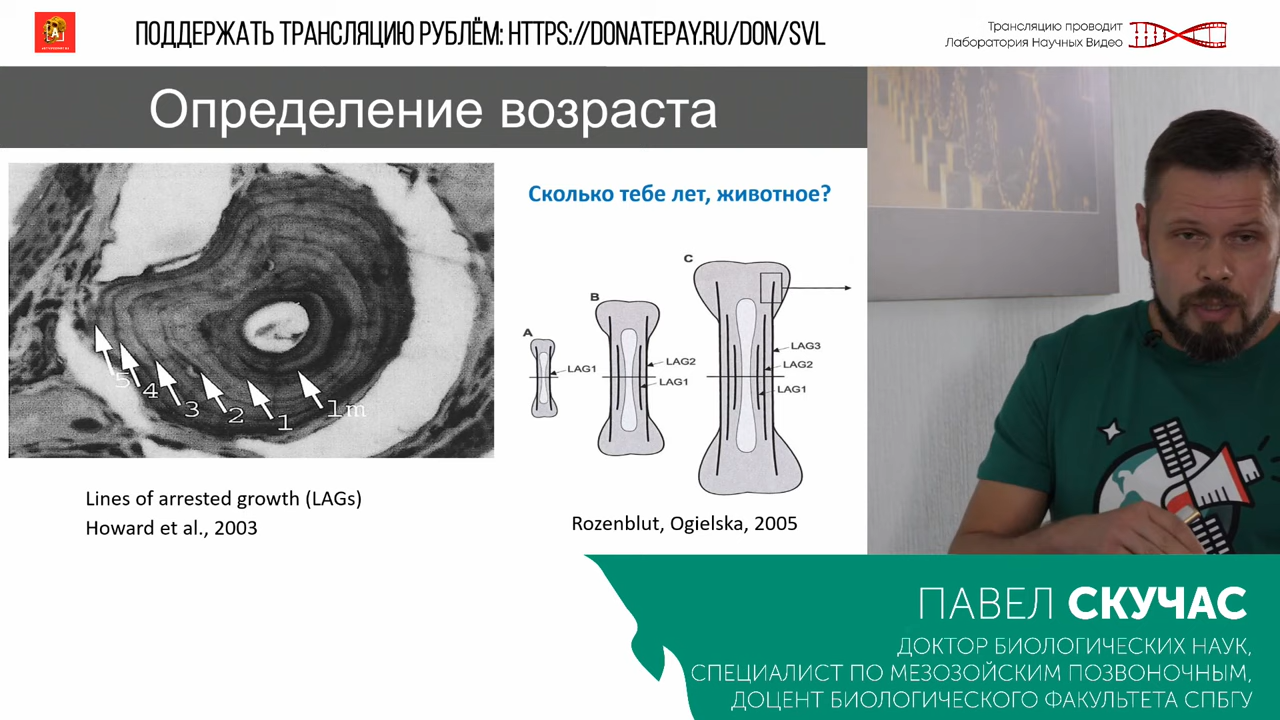 ПОДДЕРЖАТЬ ТРАНСЛЯЦИЮ РУБЛЁМ: HTTPS://DONATEPAY.RU/DON/SVL
Трансляцию проводит
Лаборатория Научных Видео
Определение возраста
5
4
3
2
1
1m
Lines of arrested growth (LAGs)
Howard et al., 2003
Сколько тебе лет, животное?
A
LAG1
B
LAG2
LAG1
C
LAG3
LAG2
LAG1
Rozenblut, Ogielska, 2005
ПАВЕЛ СКУЧАС
ДОКТОР БИОЛОГИЧЕСКИХ НАУК,
СПЕЦИАЛИСТ ПО МЕЗОЗОЙСКИМ ПОЗВОНОЧНЫМ,
ДОЦЕНТ БИОЛОГИЧЕСКОГО ФАКУЛЬТЕТА СПБГУ